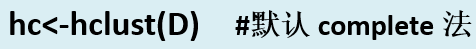 hc<-hclust(D) #默认 complete 法